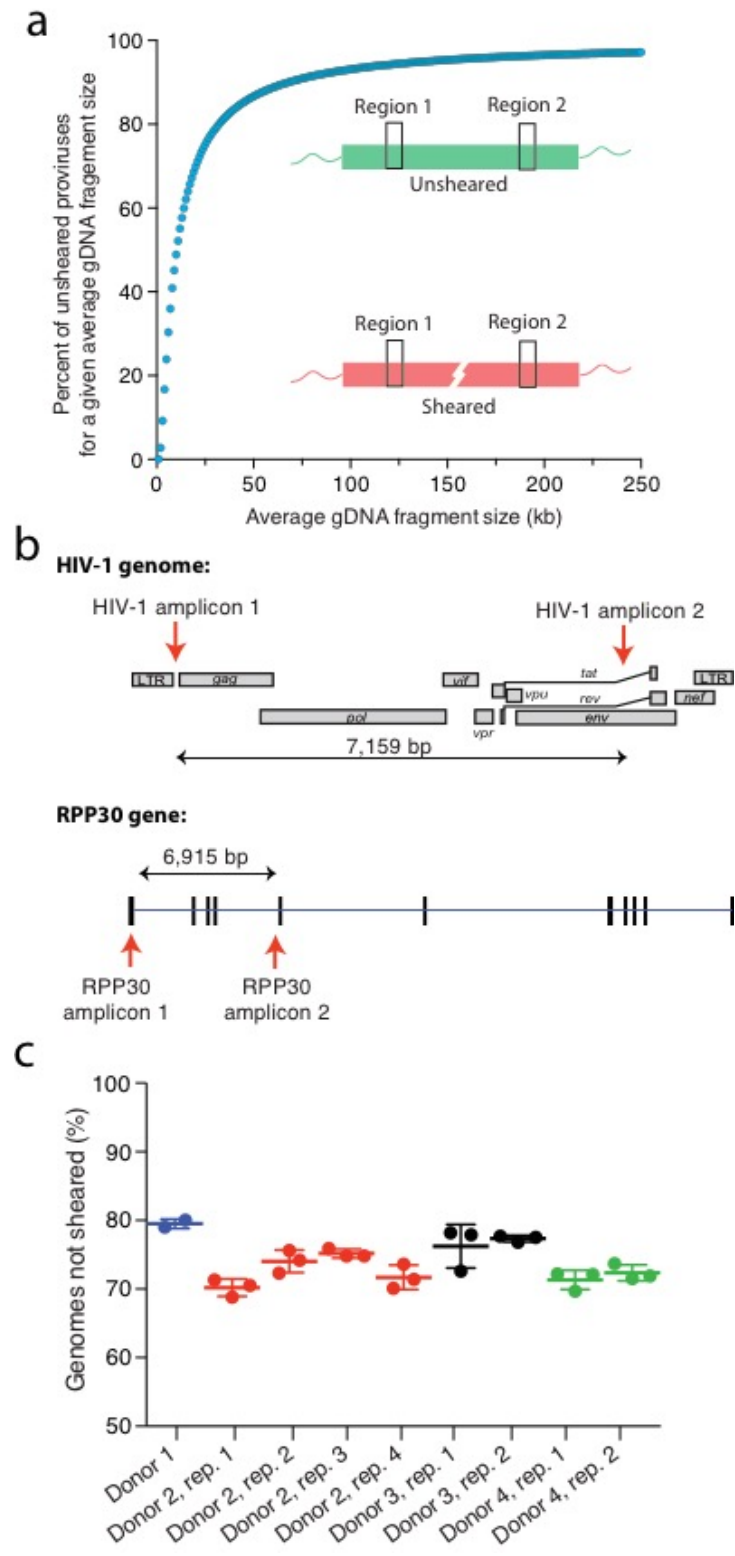 a
Percent of unsheared proviruses
for a given average gDNA fragement size
100
80
60
40
20
0
0 50 100 150 200 250
Average gDNA fragment size (kb)
Region 1 Region 2
Unsheared
Region 1 Region 2
Sheared
b
HIV-1 genome:
HIV-1 amplicon 1 HIV-1 amplicon 2
LTR gag vif tat LTR
vpu rev nef
pol vpr env
7,159 bp
RPP30 gene:
6,915 bp
RPP30 RPP30
amplicon 1 amplicon 2
c
Genomes not sheared (%)
100
90
80
70
60
50
Donor 1
Donor 2, rep. 1
Donor 2, rep. 2
Donor 2, rep. 3
Donor 2, rep. 4
Donor 3, rep. 1
Donor 3, rep. 2
Donor 4, rep. 1
Donor 4, rep. 2